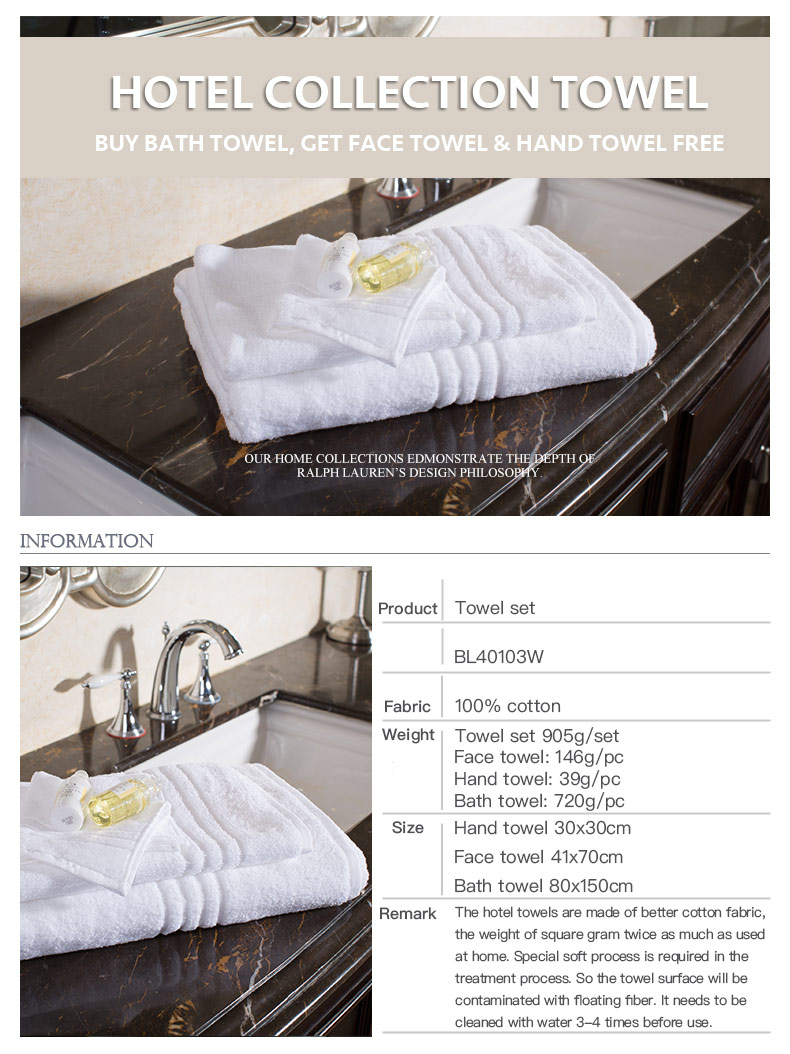 HOTEL COLLECTION TOWEL
BUY BATH TOWEL, GET FACE TOWEL & HAND TOWEL FREE
OUR HOME COLLECTIONS EDMONSTRATE THE DEPTH OF
RALPH LAUREN'S DESIGN PHILOSOPHY.
INFORMATION
Product Towel set
BL40103W
Fabric 100% cotton
Weight Towel set 905g/set
Face towel: 146g/pc
Hand towel: 39g/pc
Bath towel: 720g/pc
Size Hand towel 30x30cm
Face towel 41x70cm
Bath towel 80x150cm
Remark The hotel towels are made of better cotton fabric,
the weight of square gram twice as much as used
at home. Special soft process is required in the
treatment process. So the towel surface will be
contaminated with floating fiber. It needs to be
cleaned with water 3-4 times before use.